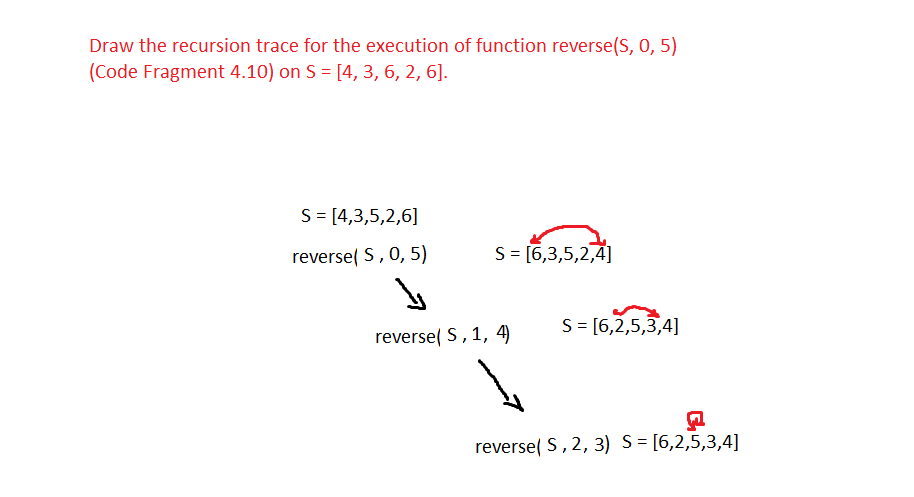 Draw the recursion trace for the execution of function reverse(S, 0, 5)
(Code Fragment 4.10) on S = [4, 3, 6, 2, 6].
S = [4,3,5,2,6]
reverse( S , 0, 5) S = [6,3,5,2,4]
reverse( S , 1, 4) S = [6,2,5,3,4]
reverse( S , 2, 3) S = [6,2,5,3,4]